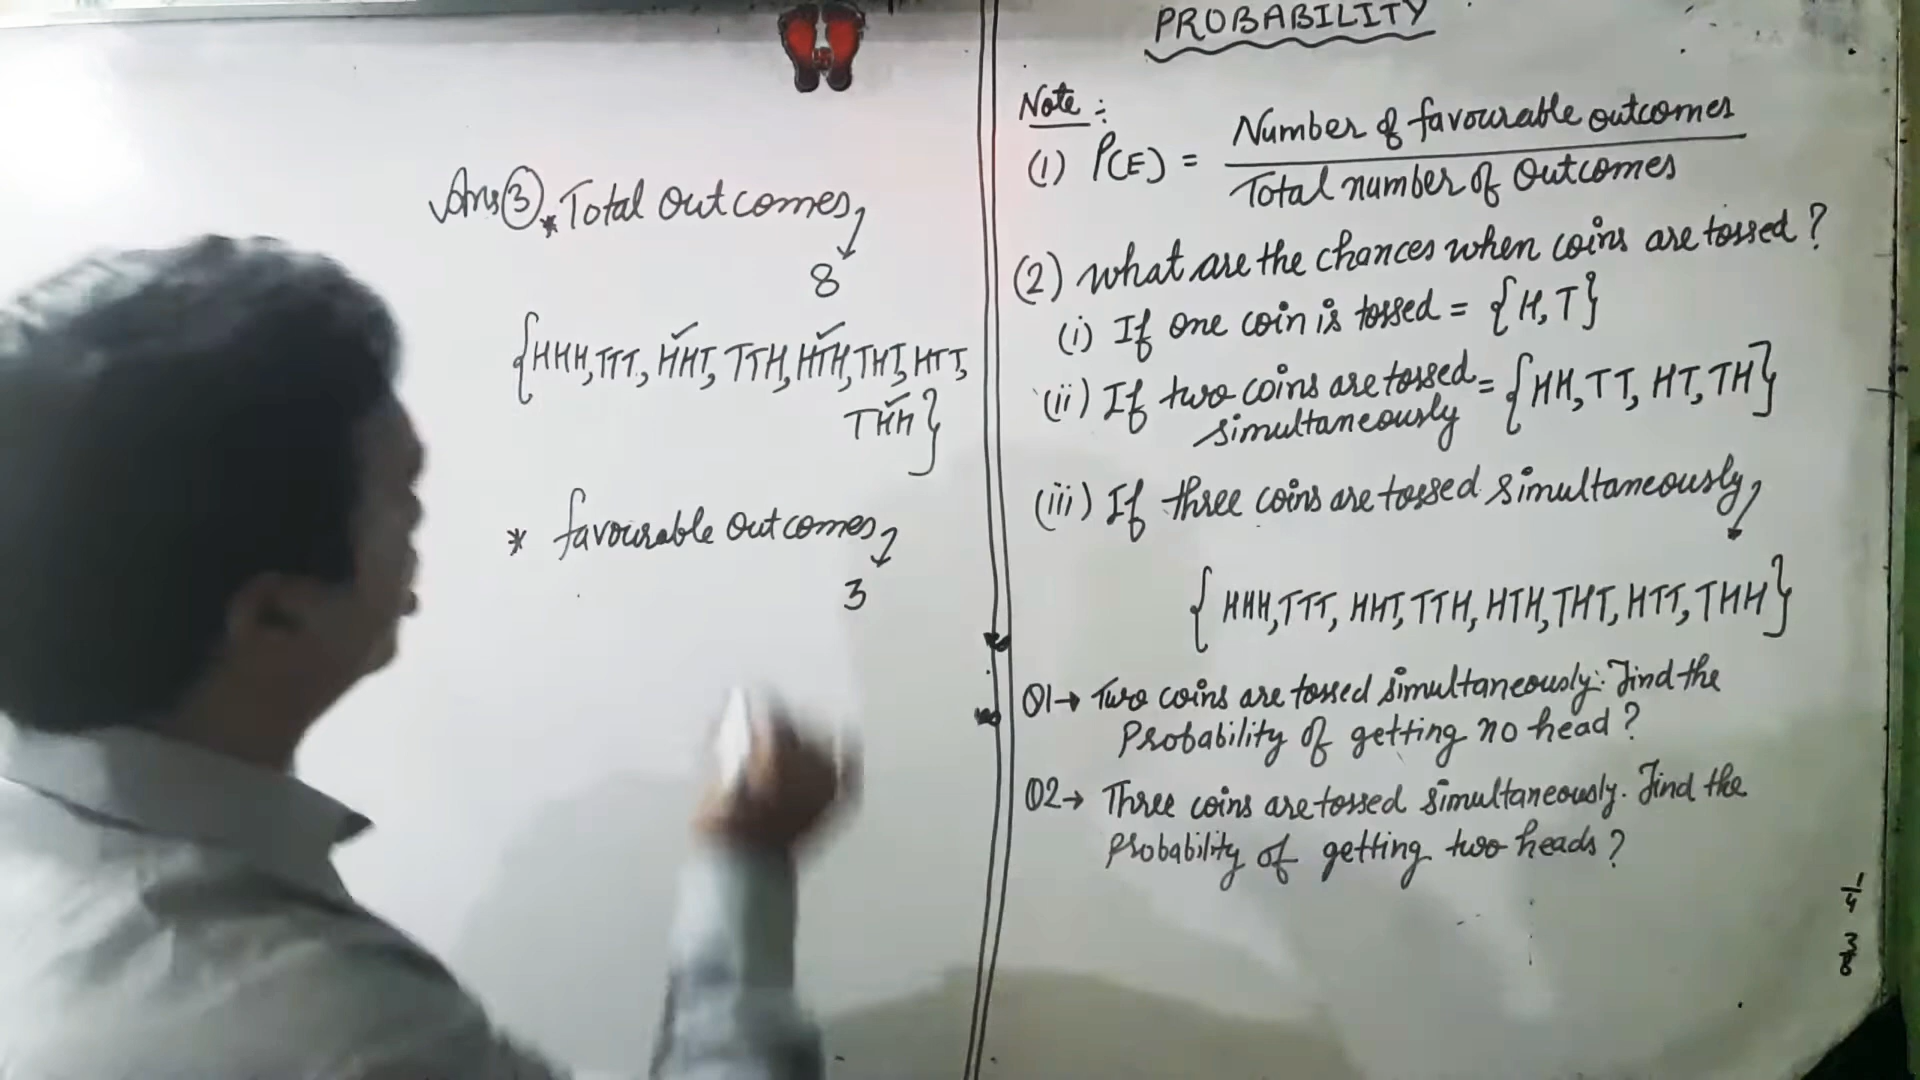 Ans ③ * Total outcomes
8
{HHH, TTT, HHT, TTH, HTH, THT, HTT,
THH}
* favourable outcomes
3
PROBABILITY
Note :
(1) P(E) = Number of favourable outcomes
Total number of outcomes
(2) What are the chances when coins are tossed ?
(i) If one coin is tossed = {H, T}
(ii) If two coins are tossed = {HH, TT, HT, TH}
simultaneously
(iii) If three coins are tossed simultaneously
{HHH, TTT, HHT, TTH, HTH, THT, HTT, THH}
Q1→ Two coins are tossed simultaneously. Find the
Probability of getting no head ?
Q2→ Three coins are tossed simultaneously. Find the
Probability of getting two heads ?
1/4
3/8